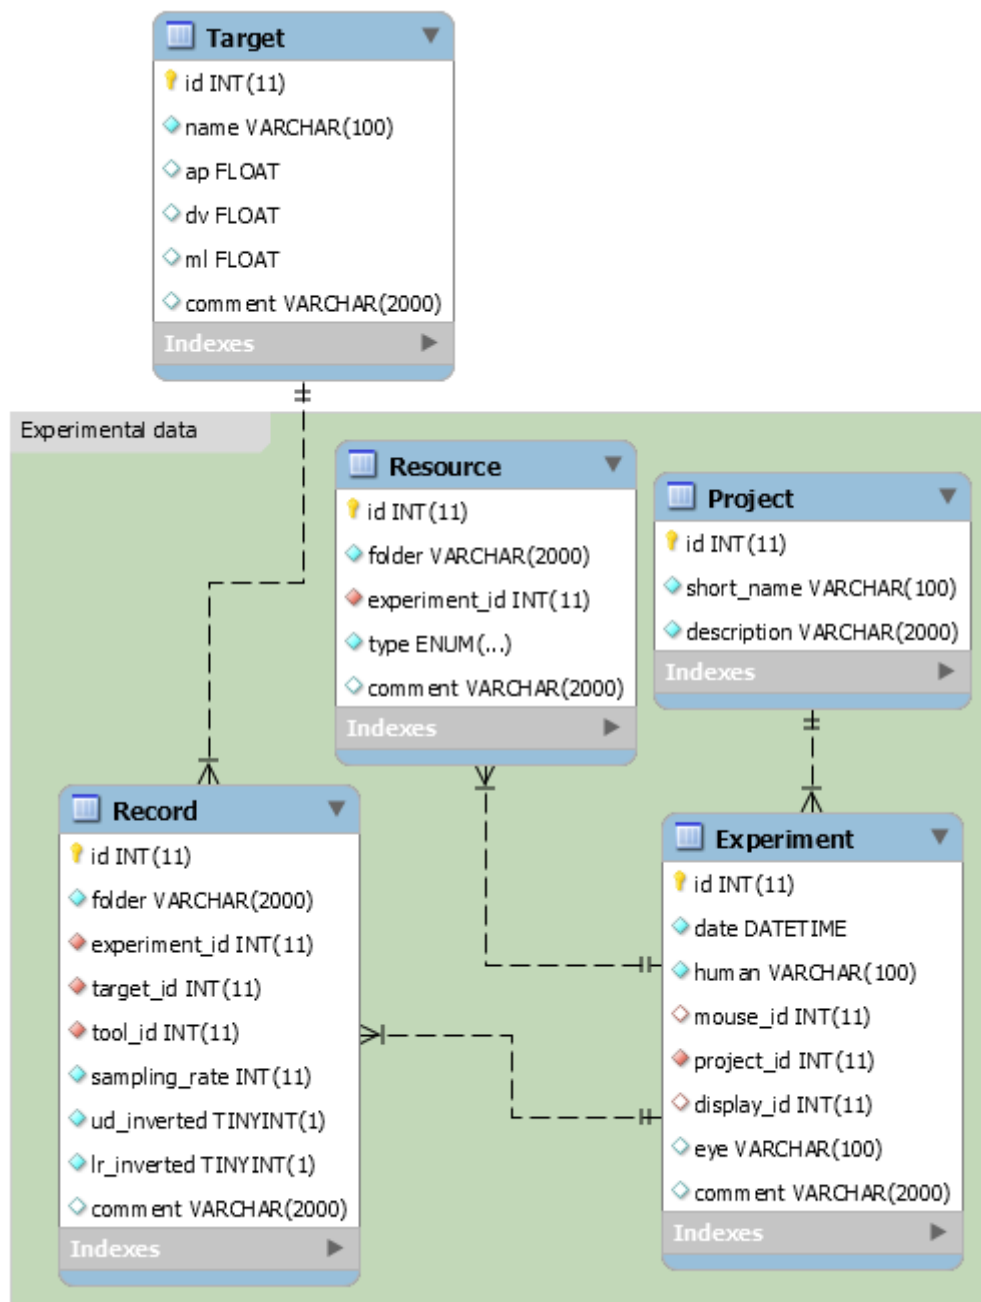 Target
id INT(11)
name VARCHAR(100)
ap FLOAT
dv FLOAT
ml FLOAT
comment VARCHAR(2000)
Indexes
Experimental data
Resource
id INT(11)
folder VARCHAR(2000)
experiment_id INT(11)
type ENUM(...)
comment VARCHAR(2000)
Indexes
Project
id INT(11)
short_name VARCHAR(100)
description VARCHAR(2000)
Indexes
Record
id INT(11)
folder VARCHAR(2000)
experiment_id INT(11)
target_id INT(11)
tool_id INT(11)
sampling_rate INT(11)
ud_inverted TINYINT(1)
lr_inverted TINYINT(1)
comment VARCHAR(2000)
Indexes
Experiment
id INT(11)
date DATETIME
human VARCHAR(100)
mouse_id INT(11)
project_id INT(11)
display_id INT(11)
eye VARCHAR(100)
comment VARCHAR(2000)
Indexes